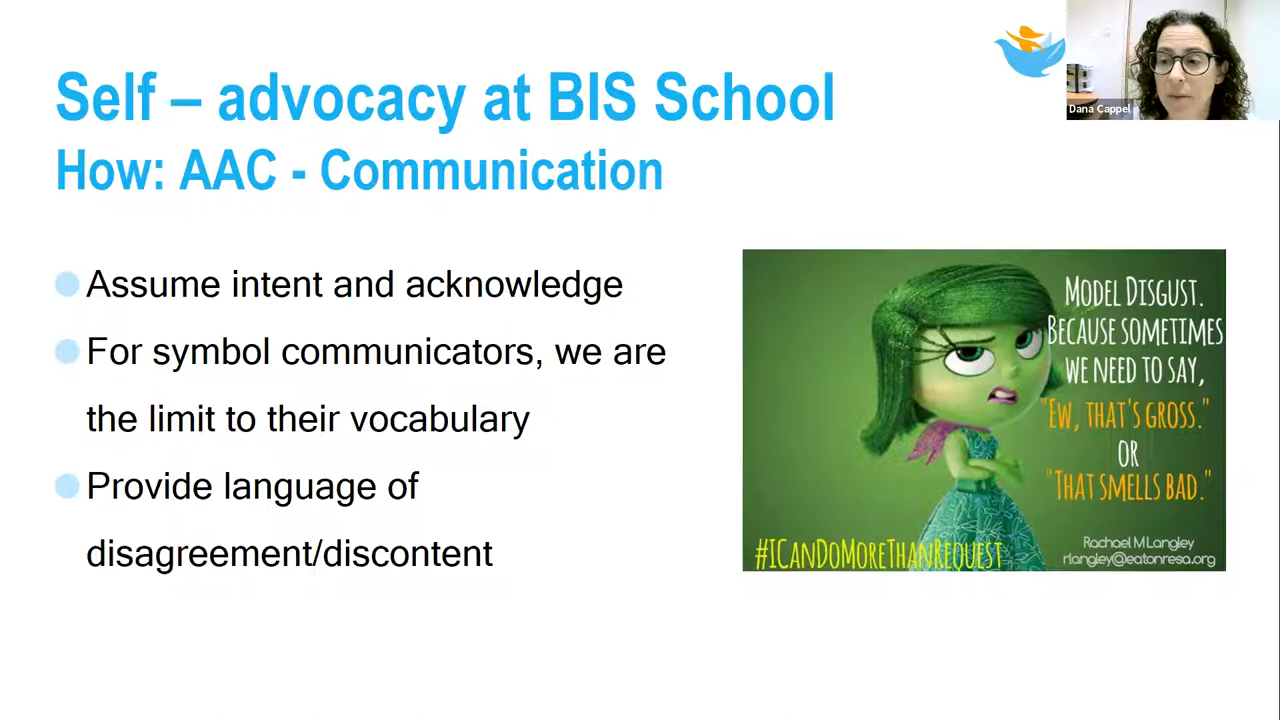 Self – advocacy at BIS School
How: AAC - Communication
Assume intent and acknowledge
For symbol communicators, we are
the limit to their vocabulary
Provide language of
disagreement/discontent
MODEL DISGUST.
BECAUSE SOMETIMES
WE NEED TO SAY,
"EW, THAT'S GROSS."
OR
"THAT SMELLS BAD."
#ICANDOMORETHANREQUEST
Rachael M Langley
rlangley@eatonresa.org
Dana Cappel